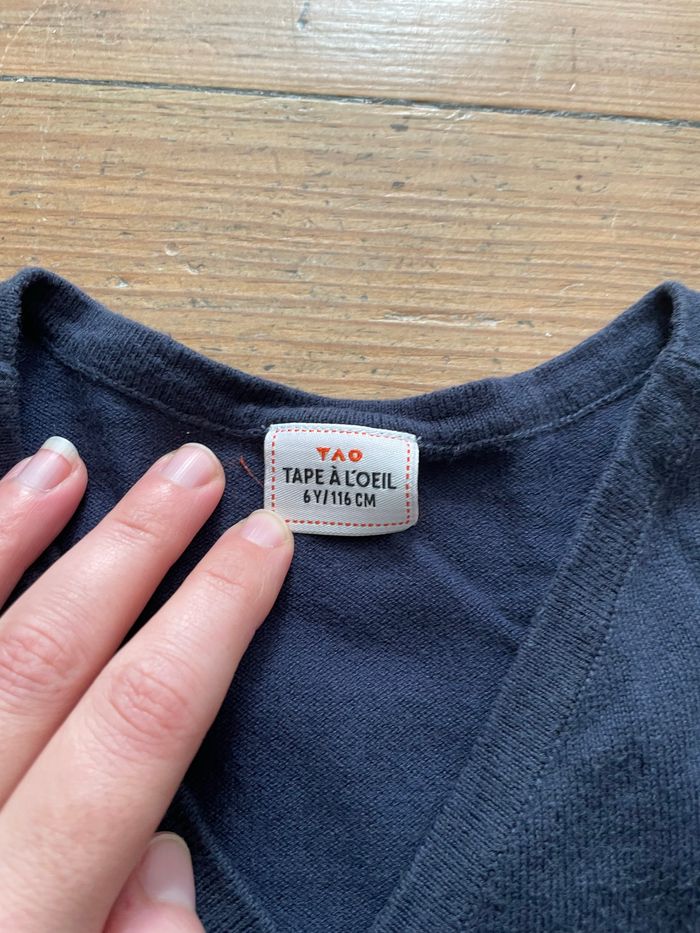 TAO
TAPE À L'OEIL
6Y/116 CM